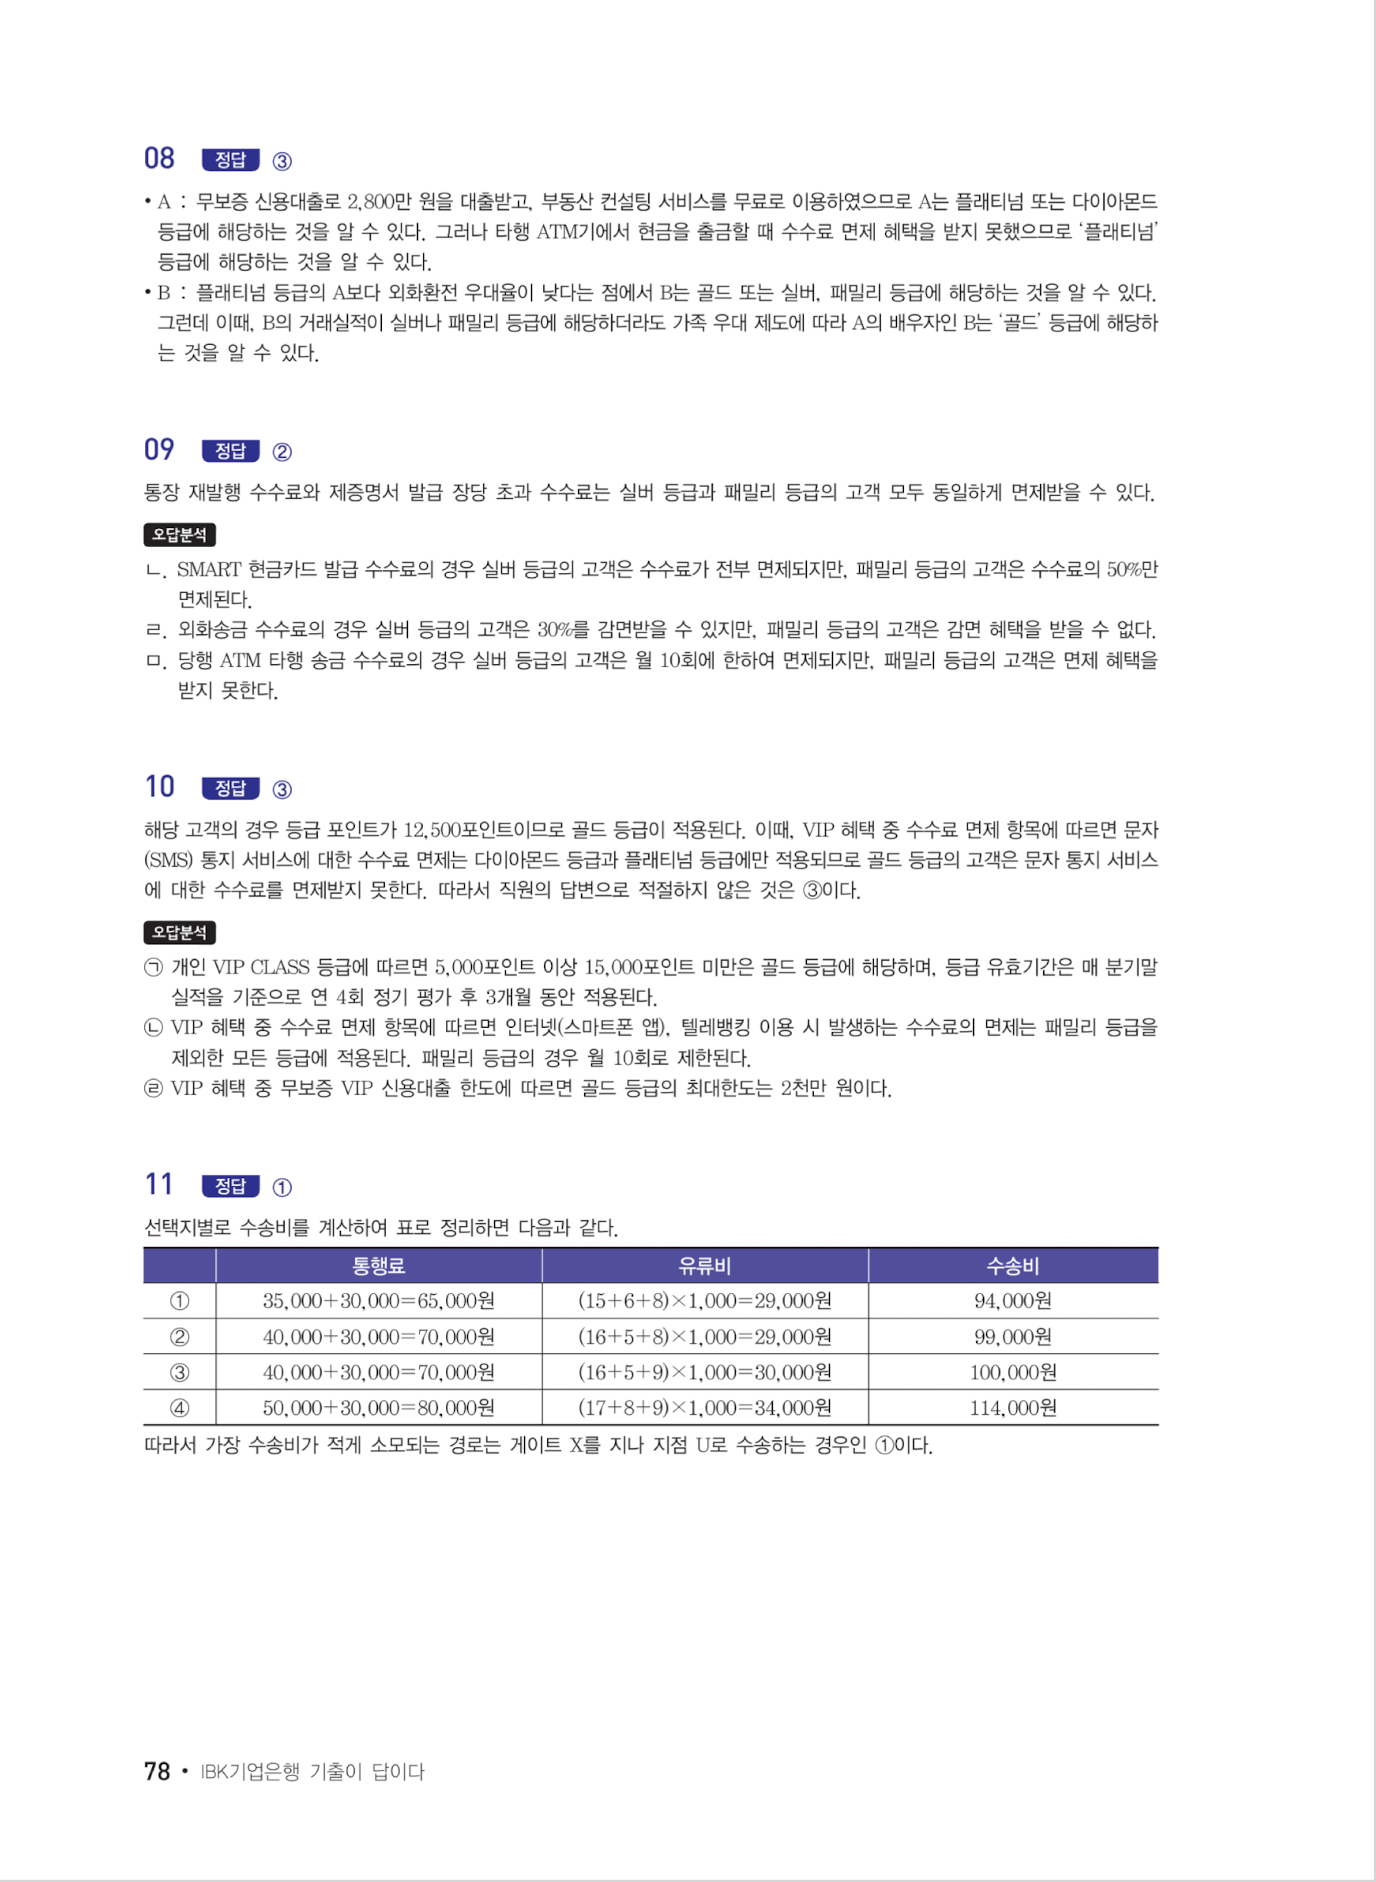 08 정답 ③
• A : 무보증 신용대출로 2,800만 원을 대출받고, 부동산 컨설팅 서비스를 무료로 이용하였으므로 A는 플래티넘 또는 다이아몬드
등급에 해당하는 것을 알 수 있다. 그러나 타행 ATM기에서 현금을 출금할 때 수수료 면제 혜택을 받지 못했으므로 ‘플래티넘’
등급에 해당하는 것을 알 수 있다.
• B : 플래티넘 등급의 A보다 외화환전 우대율이 낮다는 점에서 B는 골드 또는 실버, 패밀리 등급에 해당하는 것을 알 수 있다.
그런데 이때, B의 거래실적이 실버나 패밀리 등급에 해당하더라도 가족 우대 제도에 따라 A의 배우자인 B는 ‘골드’ 등급에 해당하
는 것을 알 수 있다.
09 정답 ②
통장 재발행 수수료와 제증명서 발급 장당 초과 수수료는 실버 등급과 패밀리 등급의 고객 모두 동일하게 면제받을 수 있다.
오답분석
ㄴ. SMART 현금카드 발급 수수료의 경우 실버 등급의 고객은 수수료가 전부 면제되지만, 패밀리 등급의 고객은 수수료의 50%만
면제된다.
ㄹ. 외화송금 수수료의 경우 실버 등급의 고객은 30%를 감면받을 수 있지만, 패밀리 등급의 고객은 감면 혜택을 받을 수 없다.
ㅁ. 당행 ATM 타행 송금 수수료의 경우 실버 등급의 고객은 월 10회에 한하여 면제되지만, 패밀리 등급의 고객은 면제 혜택을
받지 못한다.
10 정답 ③
해당 고객의 경우 등급 포인트가 12,500포인트이므로 골드 등급이 적용된다. 이때, VIP 혜택 중 수수료 면제 항목에 따르면 문자
(SMS) 통지 서비스에 대한 수수료 면제는 다이아몬드 등급과 플래티넘 등급에만 적용되므로 골드 등급의 고객은 문자 통지 서비스
에 대한 수수료를 면제받지 못한다. 따라서 직원의 답변으로 적절하지 않은 것은 ③이다.
오답분석
㉠ 개인 VIP CLASS 등급에 따르면 5,000포인트 이상 15,000포인트 미만은 골드 등급에 해당하며, 등급 유효기간은 매 분기말
실적을 기준으로 연 4회 정기 평가 후 3개월 동안 적용된다.
㉡ VIP 혜택 중 수수료 면제 항목에 따르면 인터넷(스마트폰 앱), 텔레뱅킹 이용 시 발생하는 수수료의 면제는 패밀리 등급을
제외한 모든 등급에 적용된다. 패밀리 등급의 경우 월 10회로 제한된다.
㉣ VIP 혜택 중 무보증 VIP 신용대출 한도에 따르면 골드 등급의 최대한도는 2천만 원이다.
11 정답 ①
선택지별로 수송비를 계산하여 표로 정리하면 다음과 같다.
통행료 유류비 수송비
① 35,000+30,000=65,000원 (15+6+8)×1,000=29,000원 94,000원
② 40,000+30,000=70,000원 (16+5+8)×1,000=29,000원 99,000원
③ 40,000+30,000=70,000원 (16+5+9)×1,000=30,000원 100,000원
④ 50,000+30,000=80,000원 (17+8+9)×1,000=34,000원 114,000원
따라서 가장 수송비가 적게 소모되는 경로는 게이트 X를 지나 지점 U로 수송하는 경우인 ①이다.
78 • IBK기업은행 기출이 답이다